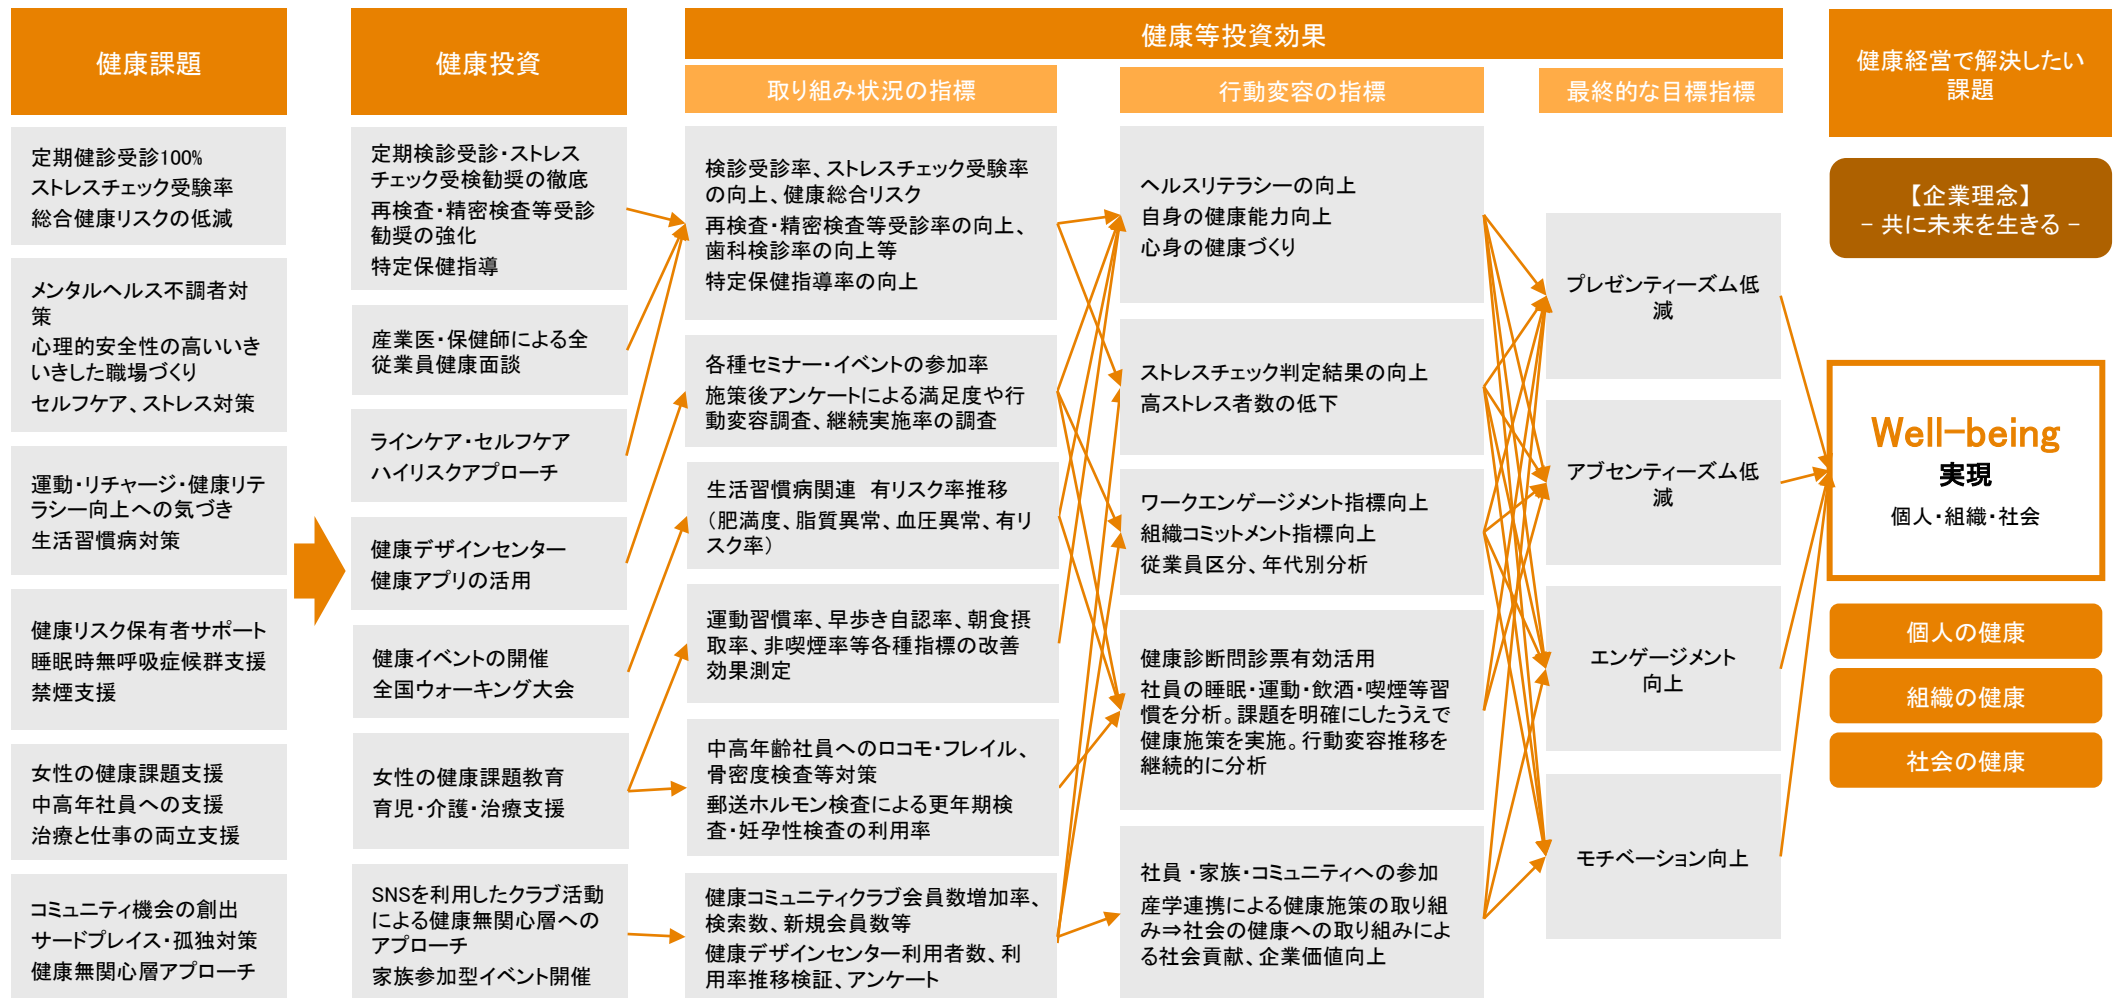 健康課題
定期健診受診100%
ストレスチェック受験率
総合健康リスクの低減
メンタルヘルス不調者対
策
心理的安全性の高いいき
いきした職場づくり
セルフケア、ストレス対策
運動・リチャージ・健康リテ
ラシー向上への気づき
生活習慣病対策
健康リスク保有者サポート
睡眠時無呼吸症候群支援
禁煙支援
女性の健康課題支援
中高年社員への支援
治療と仕事の両立支援
コミュニティ機会の創出
サードプレイス・孤独対策
健康無関心層アプローチ
健康投資
定期検診受診・ストレス
チェック受検勧奨の徹底
再検査・精密検査等受診
勧奨の強化
特定保健指導
産業医・保健師による全
従業員健康面談
ラインケア・セルフケア
ハイリスクアプローチ
健康デザインセンター
健康アプリの活用
健康イベントの開催
全国ウォーキング大会
女性の健康課題教育
育児・介護・治療支援
SNSを利用したクラブ活動
による健康無関心層への
アプローチ
家族参加型イベント開催
健康等投資効果
取り組み状況の指標
検診受診率、ストレスチェック受験率
の向上、健康総合リスク
再検査・精密検査等受診率の向上、
歯科検診率の向上等
特定保健指導率の向上
各種セミナー・イベントの参加率
施策後アンケートによる満足度や行
動変容調査、継続実施率の調査
生活習慣病関連　有リスク率推移
（肥満度、脂質異常、血圧異常、有リ
スク率）
運動習慣率、早歩き自認率、朝食摂
取率、非喫煙率等各種指標の改善
効果測定
中高年齢社員へのロコモ・フレイル、
骨密度検査等対策
郵送ホルモン検査による更年期検
査・妊孕性検査の利用率
健康コミュニティクラブ会員数増加率、
検索数、新規会員数等
健康デザインセンター利用者数、利
用率推移検証、アンケート
行動変容の指標
ヘルスリテラシーの向上
自身の健康能力向上
心身の健康づくり
ストレスチェック判定結果の向上
高ストレス者数の低下
ワークエンゲージメント指標向上
組織コミットメント指標向上
従業員区分、年代別分析
健康診断問診票有効活用
社員の睡眠・運動・飲酒・喫煙等習
慣を分析。課題を明確にしたうえで
健康施策を実施。行動変容推移を
継続的に分析
社員・家族・コミュニティへの参加
産学連携による健康施策の取り組
み⇒社会の健康への取り組みによ
る社会貢献、企業価値向上
最終的な目標指標
プレゼンティーズム低
減
アブセンティーズム低
減
エンゲージメント
向上
モチベーション向上
健康経営で解決したい
課題
【企業理念】
－ 共に未来を生きる －
Well-being
実現
個人・組織・社会
個人の健康
組織の健康
社会の健康